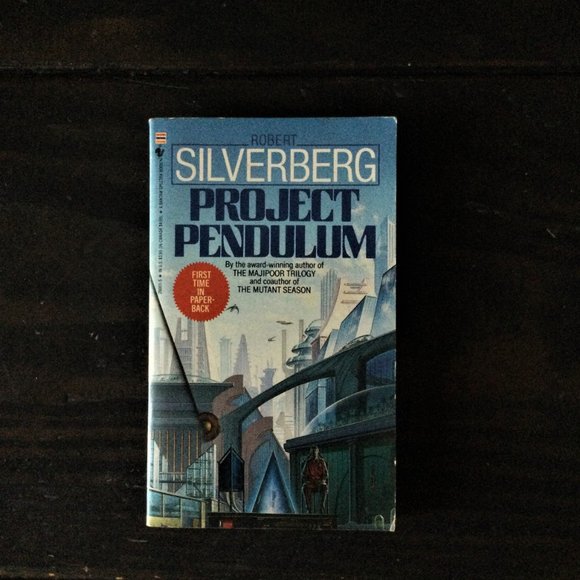 ROBERT
SILVERBERG
PROJECT
PENDULUM
By the award-winning author of
THE MAJIPOOR TRILOGY
and coauthor of
THE MUTANT SEASON
FIRST
TIME
IN
PAPER-
BACK